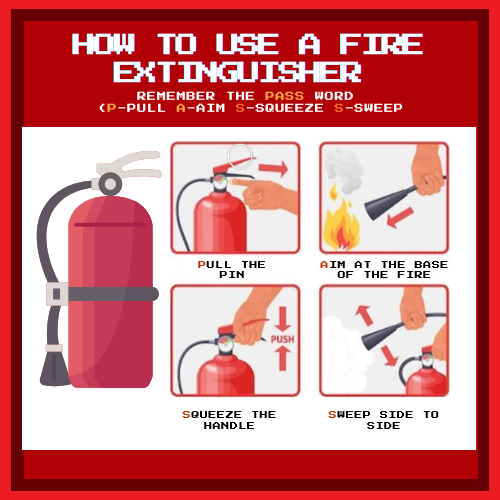 HOW TO USE A FIRE
EXTINGUISHER
REMEMBER THE PASS WORD
(P-PULL A-AIM S-SQUEEZE S-SWEEP
PULL THE
PIN
AIM AT THE BASE
OF THE FIRE
PUSH
SQUEEZE THE
HANDLE
SWEEP SIDE TO
SIDE